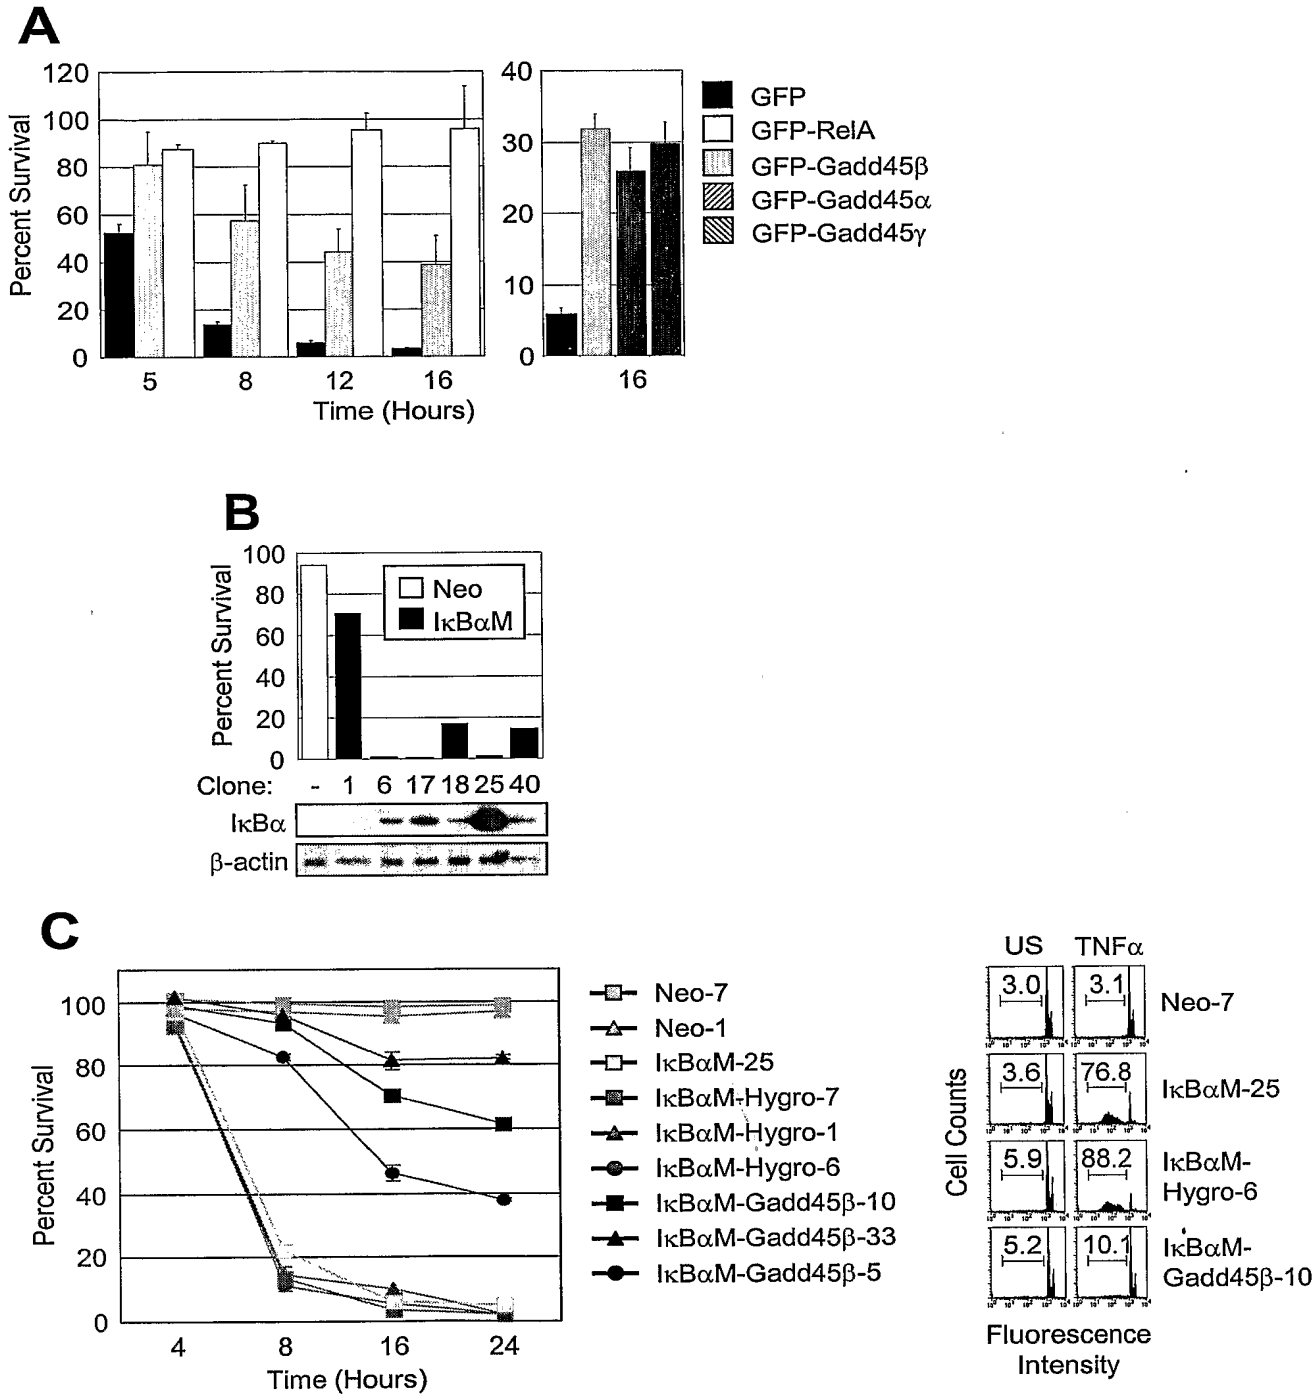 A
Percent Survival
120
100
80
60
40
20
0
5 8 12 16
Time (Hours)
40
30
20
10
0
16
GFP
GFP-RelA
GFP-Gadd45β
GFP-Gadd45α
GFP-Gadd45γ
B
Percent Survival
100
80
60
40
20
0
Neo
IκBαM
Clone: - 1 6 17 18 25 40
IκBα
β-actin
C
Percent Survival
100
80
60
40
20
0
4 8 16 24
Time (Hours)
Neo-7
Neo-1
IκBαM-25
IκBαM-Hygro-7
IκBαM-Hygro-1
IκBαM-Hygro-6
IκBαM-Gadd45β-10
IκBαM-Gadd45β-33
IκBαM-Gadd45β-5
US TNFα
Cell Counts
3.0 3.1 Neo-7
3.6 76.8 IκBαM-25
5.9 88.2 IκBαM-
Hygro-6
5.2 10.1 IκBαM-
Gadd45β-10
Fluorescence
Intensity